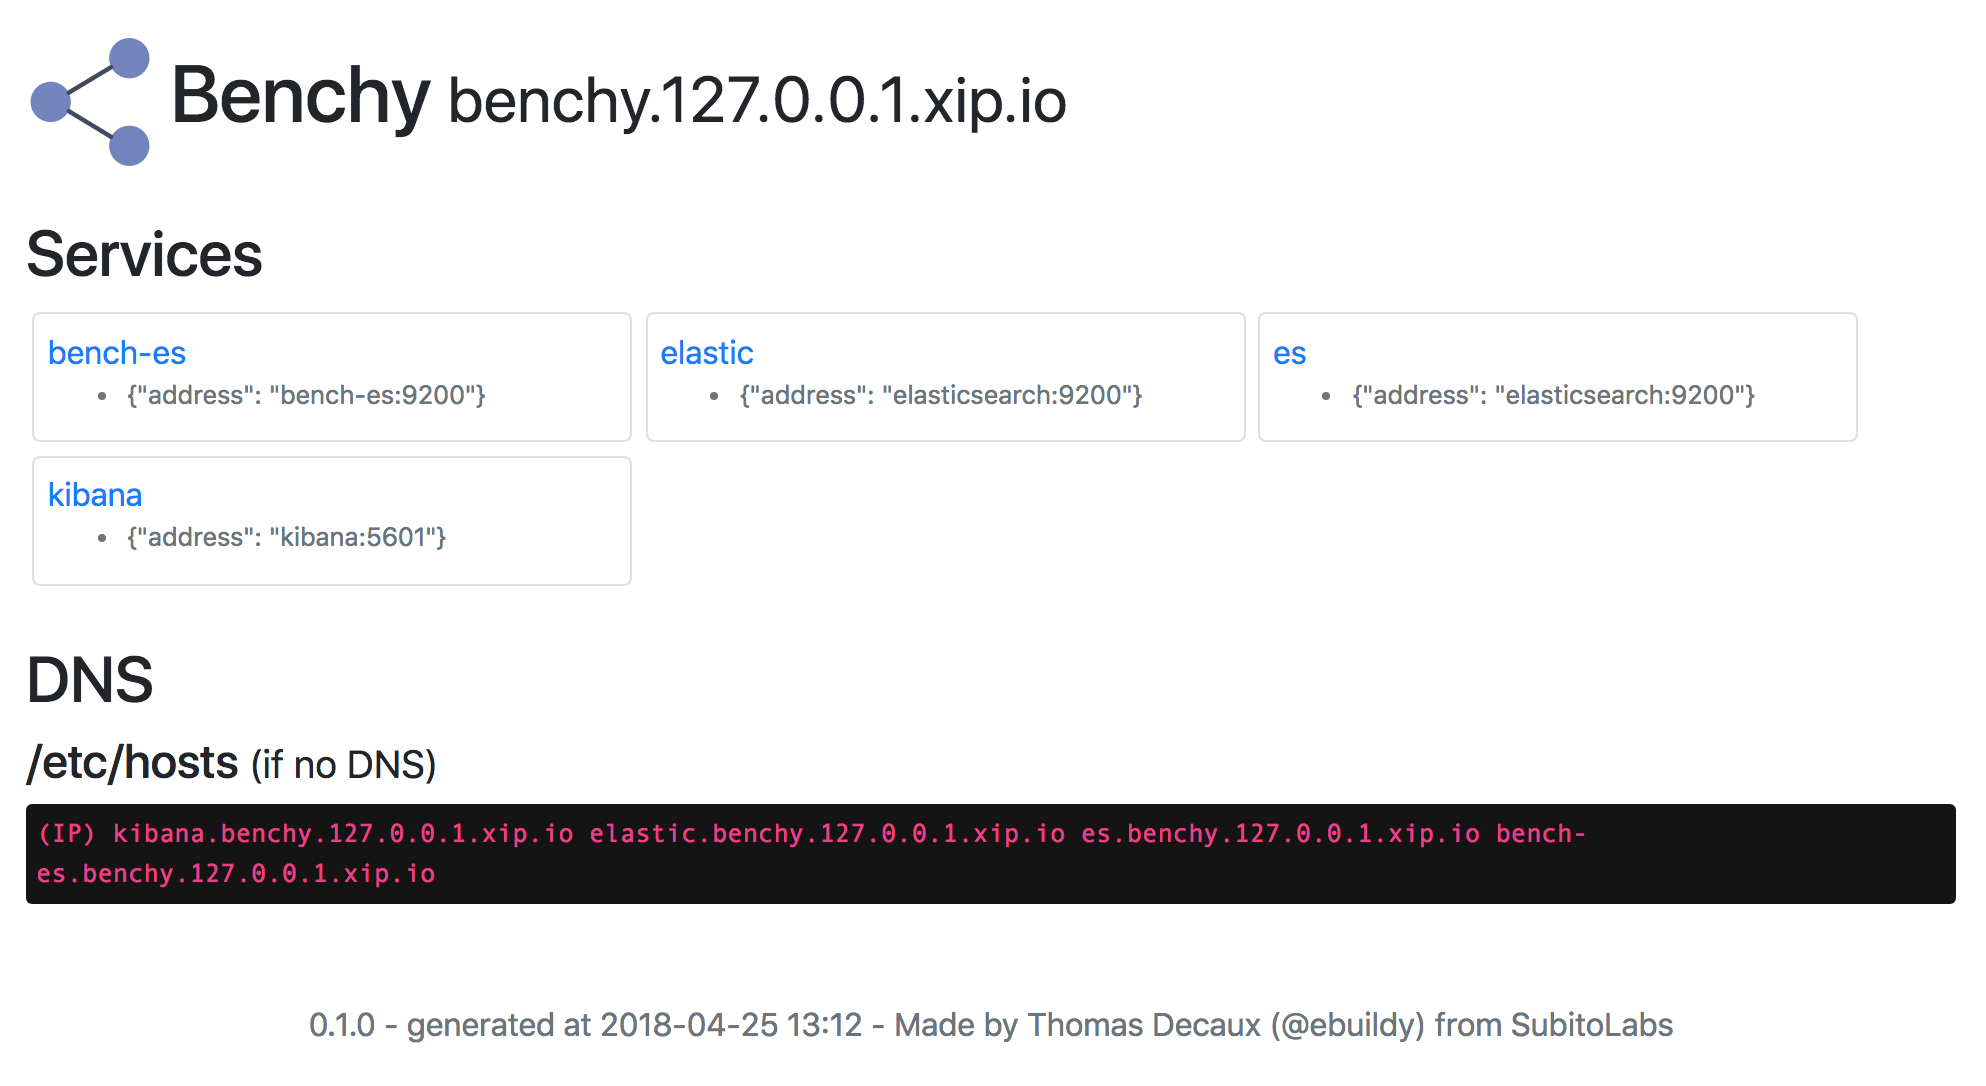 Benchy benchy.127.0.0.1.xip.io
Services
bench-es
• {"address": "bench-es:9200"}
elastic
• {"address": "elasticsearch:9200"}
es
• {"address": "elasticsearch:9200"}
kibana
• {"address": "kibana:5601"}
DNS
/etc/hosts (if no DNS)
(IP) kibana.benchy.127.0.0.1.xip.io elastic.benchy.127.0.0.1.xip.io es.benchy.127.0.0.1.xip.io bench-
es.benchy.127.0.0.1.xip.io
0.1.0 - generated at 2018-04-25 13:12 - Made by Thomas Decaux (@ebuildy) from SubitoLabs